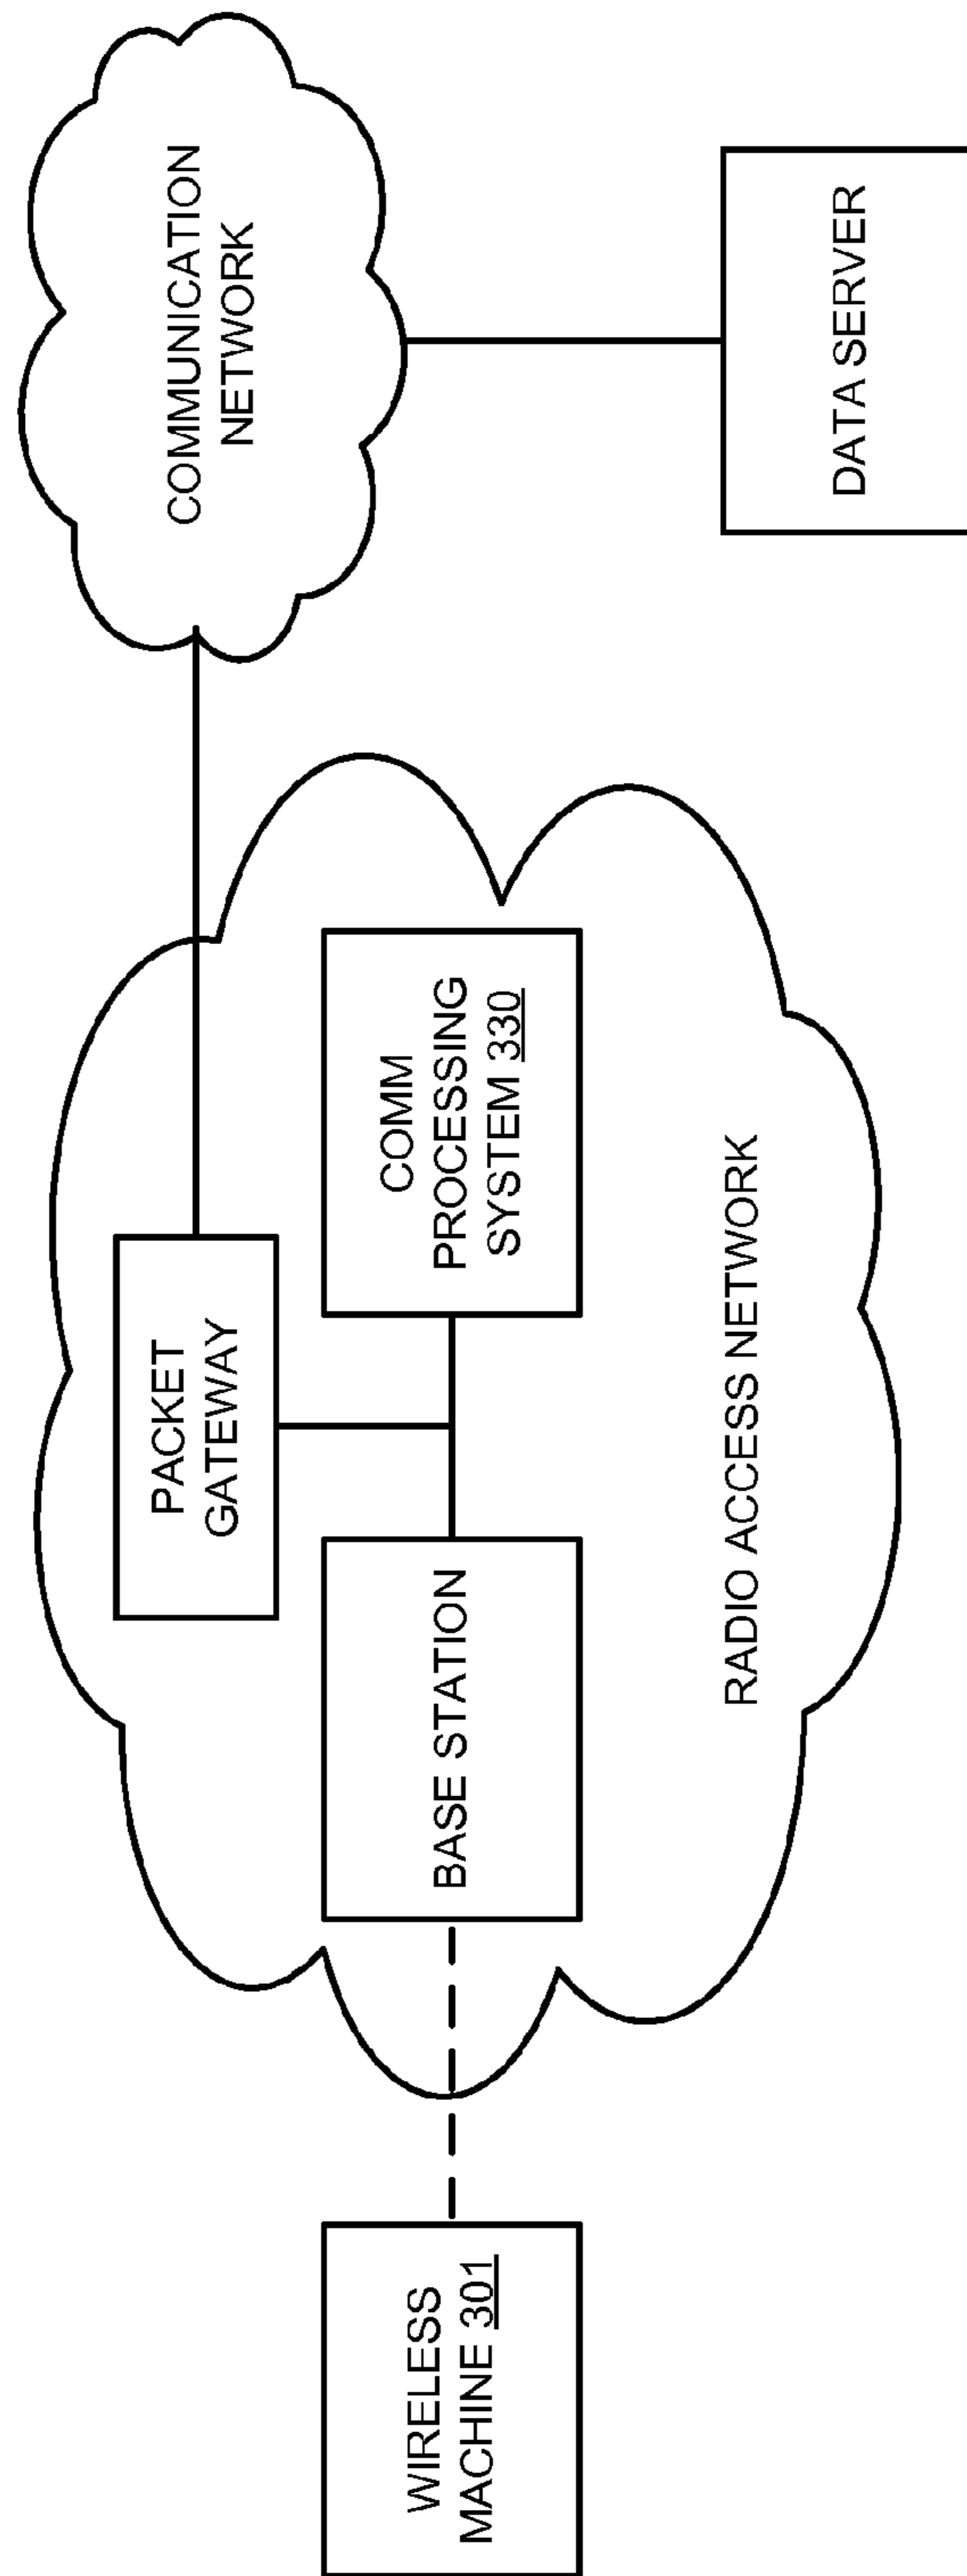 WIRELESS
MACHINE 301
BASE STATION
PACKET
GATEWAY
COMM
PROCESSING
SYSTEM 330
RADIO ACCESS NETWORK
COMMUNICATION
NETWORK
DATA SERVER